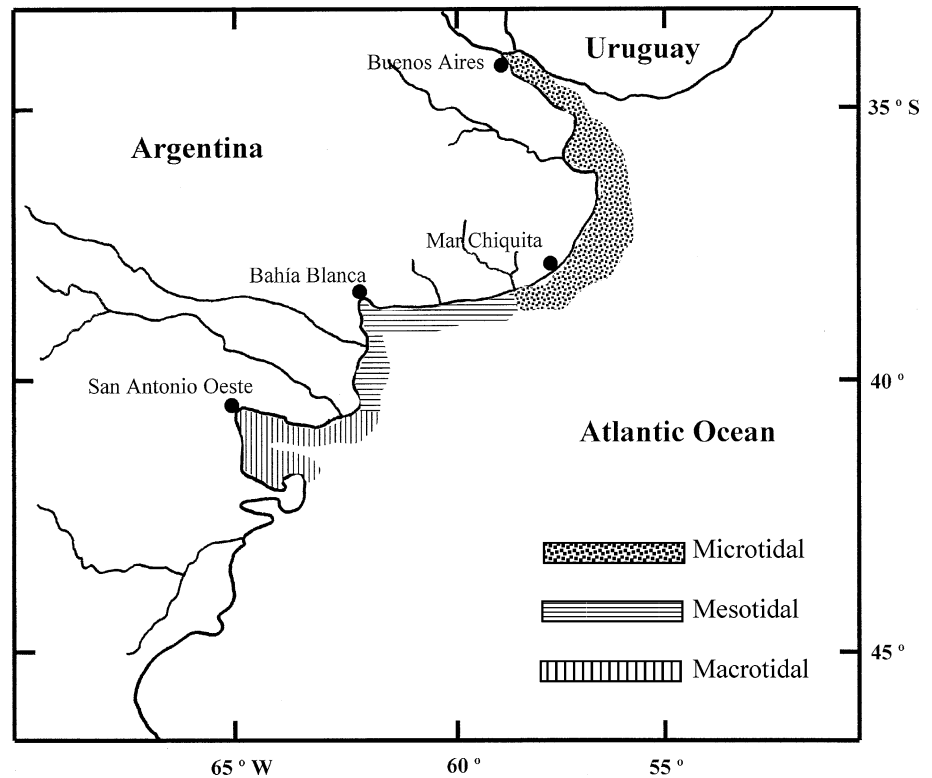 Uruguay
Buenos Aires
35 º S
Argentina
Mar Chiquita
Bahía Blanca
San Antonio Oeste
40 º
Atlantic Ocean
Microtidal
Mesotidal
45 º
Macrotidal
65 º W
60 º
55 º